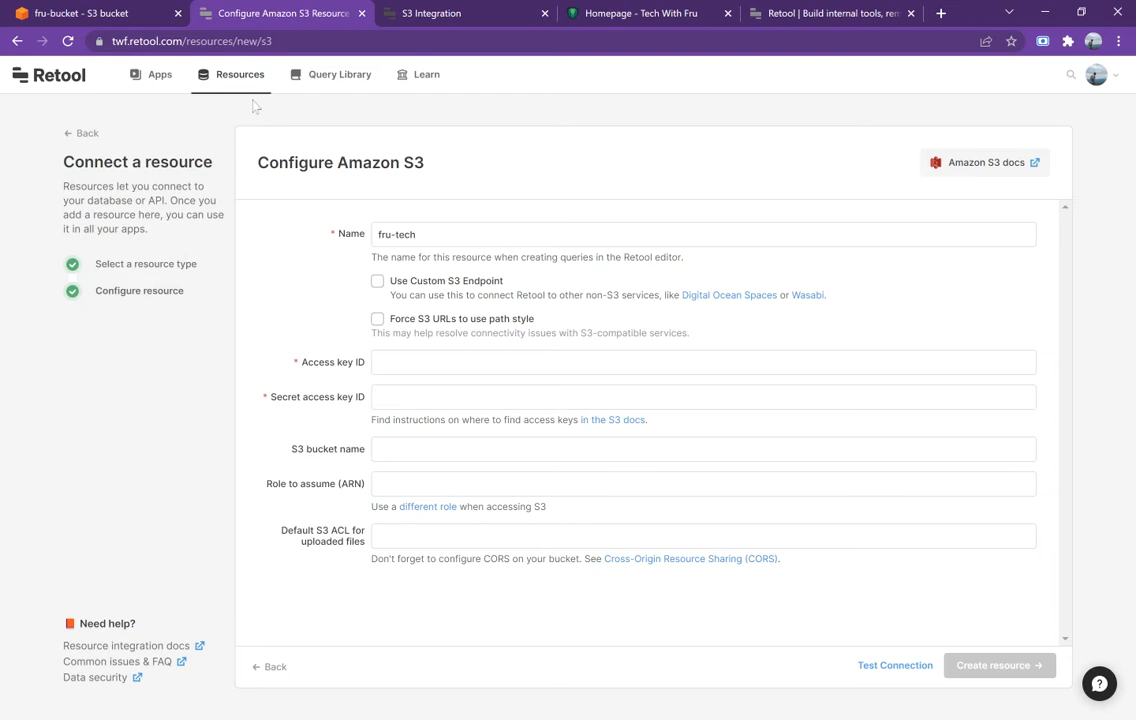 fru-bucket - S3 bucket
Configure Amazon S3 Resource
S3 Integration
Homepage - Tech With Fru
Retool | Build internal tools, rem
twf.retool.com/resources/new/s3
Retool
Apps
Resources
Query Library
Learn
← Back
Connect a resource
Resources let you connect to
your database or API. Once you
add a resource here, you can use
it in all your apps.
Select a resource type
Configure resource
Configure Amazon S3
Amazon S3 docs
* Name
fru-tech
The name for this resource when creating queries in the Retool editor.
Use Custom S3 Endpoint
You can use this to connect Retool to other non-S3 services, like Digital Ocean Spaces or Wasabi.
Force S3 URLs to use path style
This may help resolve connectivity issues with S3-compatible services.
* Access key ID
* Secret access key ID
Find instructions on where to find access keys in the S3 docs.
S3 bucket name
Role to assume (ARN)
Use a different role when accessing S3
Default S3 ACL for
uploaded files
Don't forget to configure CORS on your bucket. See Cross-Origin Resource Sharing (CORS).
Need help?
Resource integration docs
Common issues & FAQ
Data security
← Back
Test Connection
Create resource →